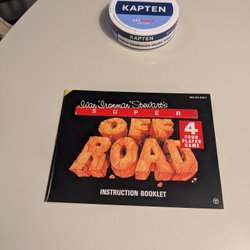 KAPTEN
KAPTEN
Ivan "Ironman" Stewart's
SUPER
OFF
ROAD
4
FOUR
PLAYER
GAME
INSTRUCTION BOOKLET